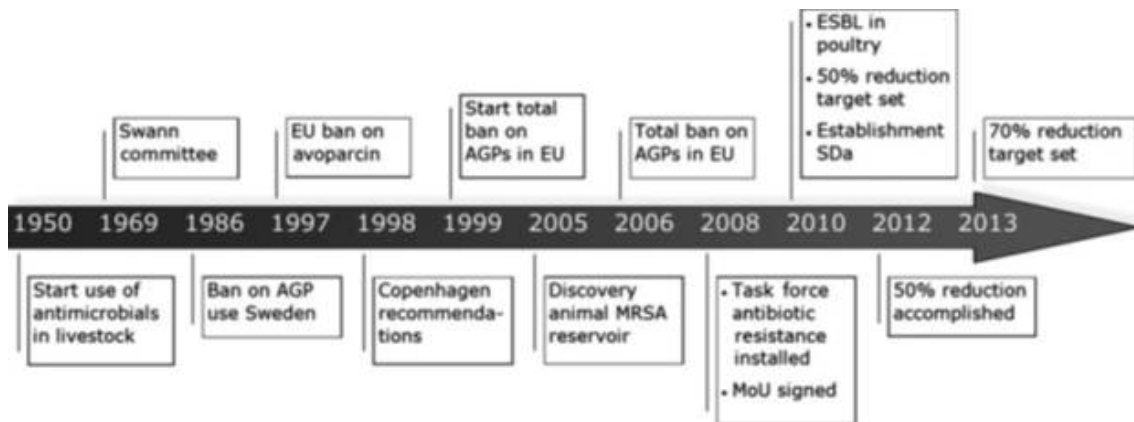 • ESBL in
poultry
• 50% reduction
target set
• Establishment
SDa
Swann
committee
EU ban on
avoparcin
Start total
ban on
AGPs in EU
Total ban on
AGPs in EU
70% reduction
target set
1950 1969 1986 1997 1998 1999 2005 2006 2008 2010 2012 2013
Start use of
antimicrobials
in livestock
Ban on AGP
use Sweden
Copenhagen
recommenda-
tions
Discovery
animal MRSA
reservoir
• Task force
antibiotic
resistance
installed
• MoU signed
50% reduction
accomplished